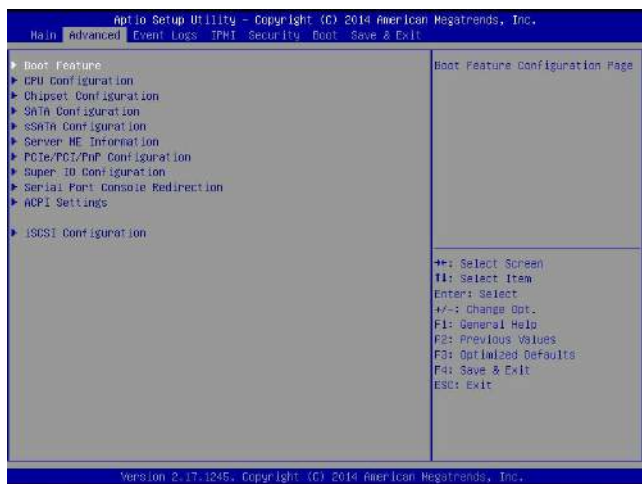 Aptio Setup Utility - Copyright (C) 2014 American Megatrends, Inc.
Main Advanced Event Logs IPMI Security Boot Save & Exit
Boot Feature
CPU Configuration
Chipset Configuration
SATA Configuration
sSATA Configuration
Server ME Information
PCIe/PCI/PnP Configuration
Super IO Configuration
Serial Port Console Redirection
ACPI Settings
iSCSI Configuration
Boot Feature Configuration Page
→←: Select Screen
↑↓: Select Item
Enter: Select
+/-: Change Opt.
F1: General Help
F2: Previous Values
F3: Optimized Defaults
F4: Save & Exit
ESC: Exit
Version 2.17.1245. Copyright (C) 2014 American Megatrends, Inc.